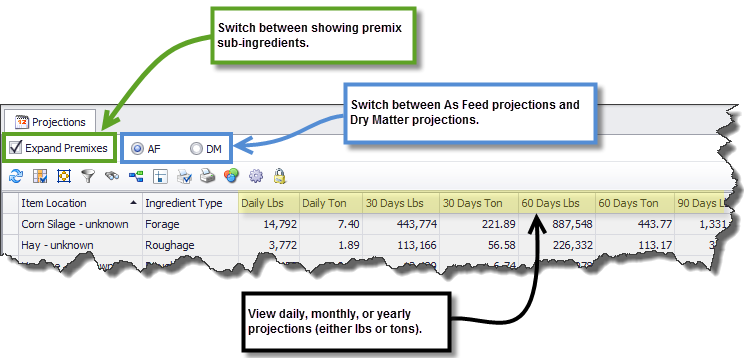 Switch between showing premix
sub-ingredients.
Switch between As Feed projections and
Dry Matter projections.
Projections
Expand Premixes AF DM
Item Location Ingredient Type Daily Lbs Daily Ton 30 Days Lbs 30 Days Ton 60 Days Lbs 60 Days Ton 90 Days
Corn Silage - unknown Forage 14,792 7.40 443,774 221.89 887,548 443.77 1,331
Hay - unknown Roughage 3,772 1.89 113,166 56.58 226,332 113.17
View daily, monthly, or yearly
projections (either lbs or tons).